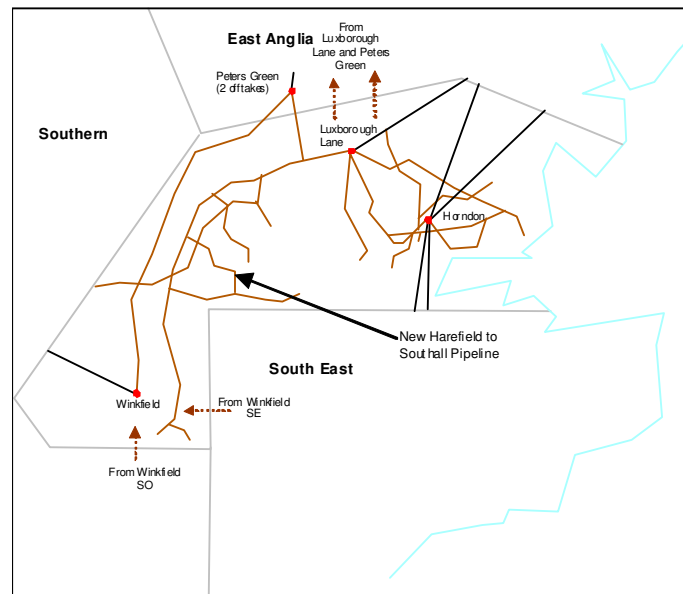 From
Luxborough
Lane and Peters
Green
East Anglia
Peters Green
(2 offtakes)
Southern
Luxborough
Lane
Horndon
New Harefield to
Southall Pipeline
South East
Winkfield
From Winkfield
SE
From Winkfield
SO